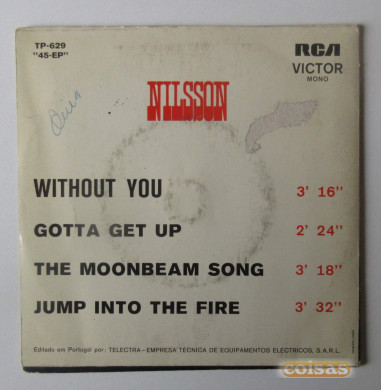 TP-629
"45-EP"
RCA
VICTOR
MONO
NILSSON
WITHOUT YOU 3' 16"
GOTTA GET UP 2' 24"
THE MOONBEAM SONG 3' 18"
JUMP INTO THE FIRE 3' 32"
Editado em Portugal por: TELECTRA—EMPRESA TÉCNICA DE EQUIPAMENTOS ELÉCTRICOS, S.A.R.L.
coisas